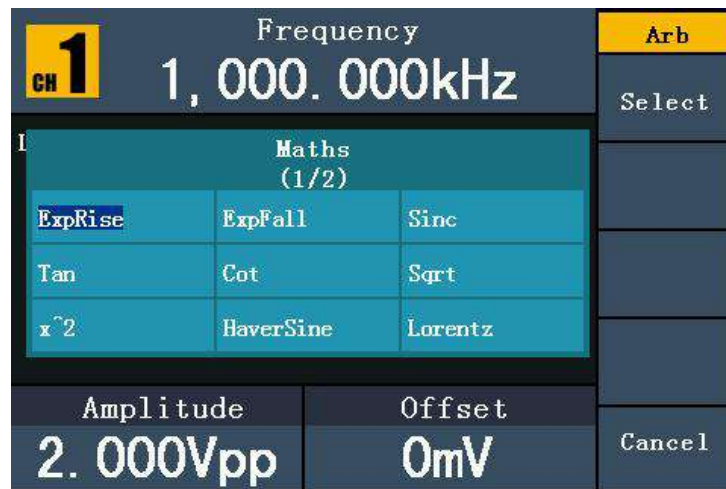 Frequency
CH 1
1,000.000kHz
Arb
Select
Maths
(1/2)
ExpRise ExpFall Sinc
Tan Cot Sqrt
x^2 HaverSine Lorentz
Amplitude Offset
2.000Vpp 0mV
Cancel